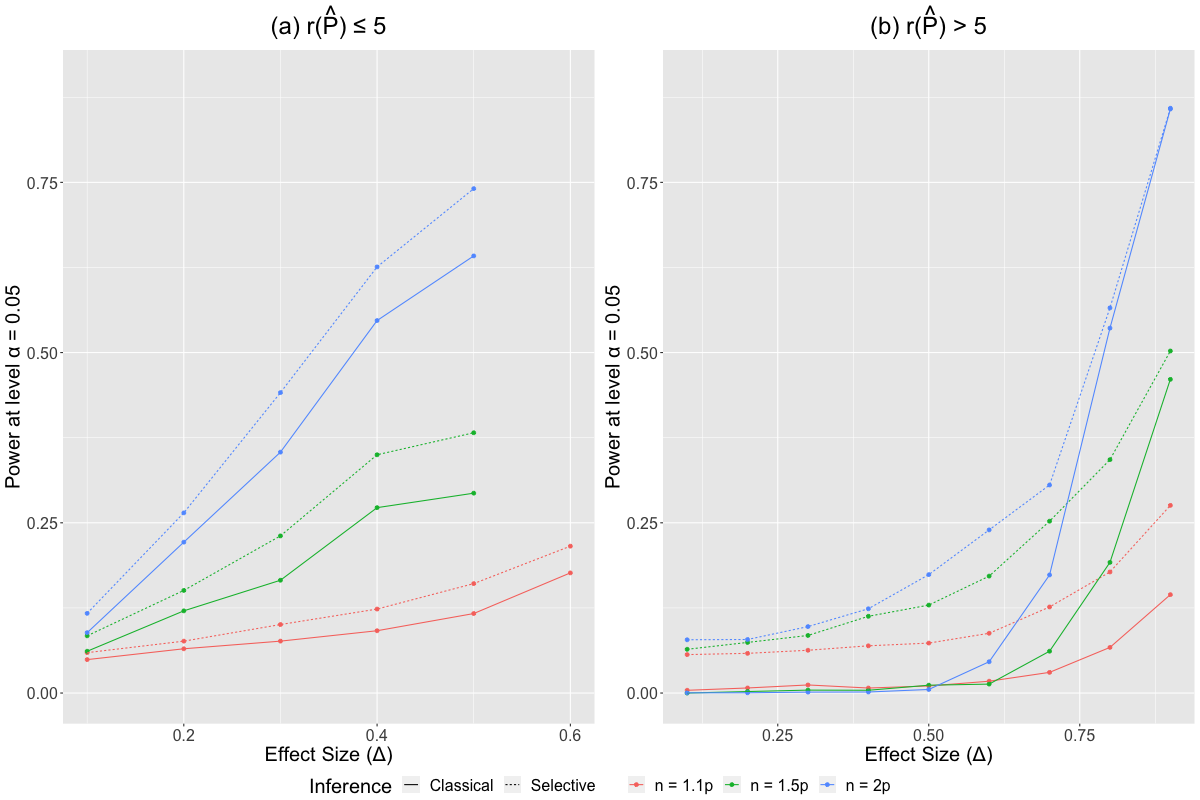 (a) r(P̂) ≤ 5
(b) r(P̂) > 5
Power at level α = 0.05
0.75
0.50
0.25
0.00
0.2
0.4
0.6
Effect Size (Δ)
Power at level α = 0.05
0.75
0.50
0.25
0.00
0.25
0.50
0.75
Effect Size (Δ)
Inference Classical Selective n = 1.1p n = 1.5p n = 2p